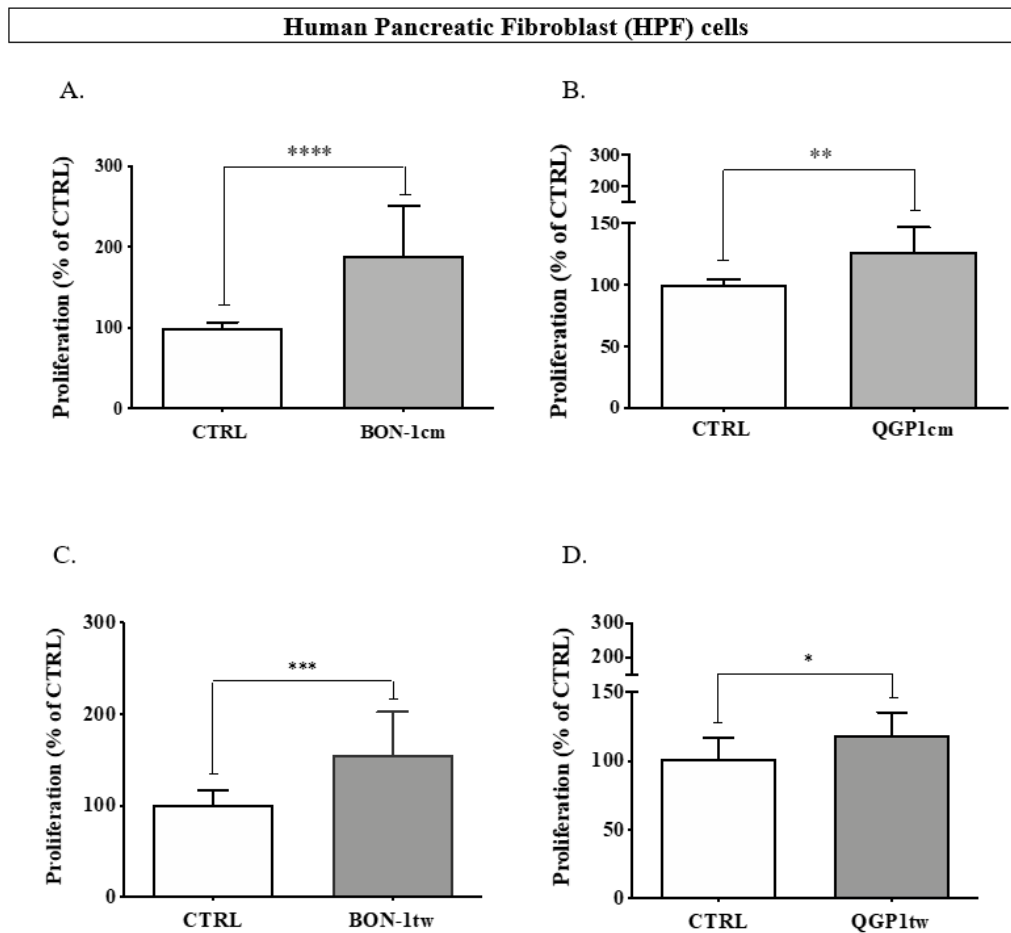 Human Pancreatic Fibroblast (HPF) cells
A.
Proliferation (% of CTRL)
300
200
100
0
****
CTRL
BON-1cm
B.
Proliferation (% of CTRL)
300
200
150
100
50
0
**
CTRL
QGP1cm
C.
Proliferation (% of CTRL)
300
200
100
0
***
CTRL
BON-1tw
D.
Proliferation (% of CTRL)
300
200
150
100
50
0
*
CTRL
QGP1tw